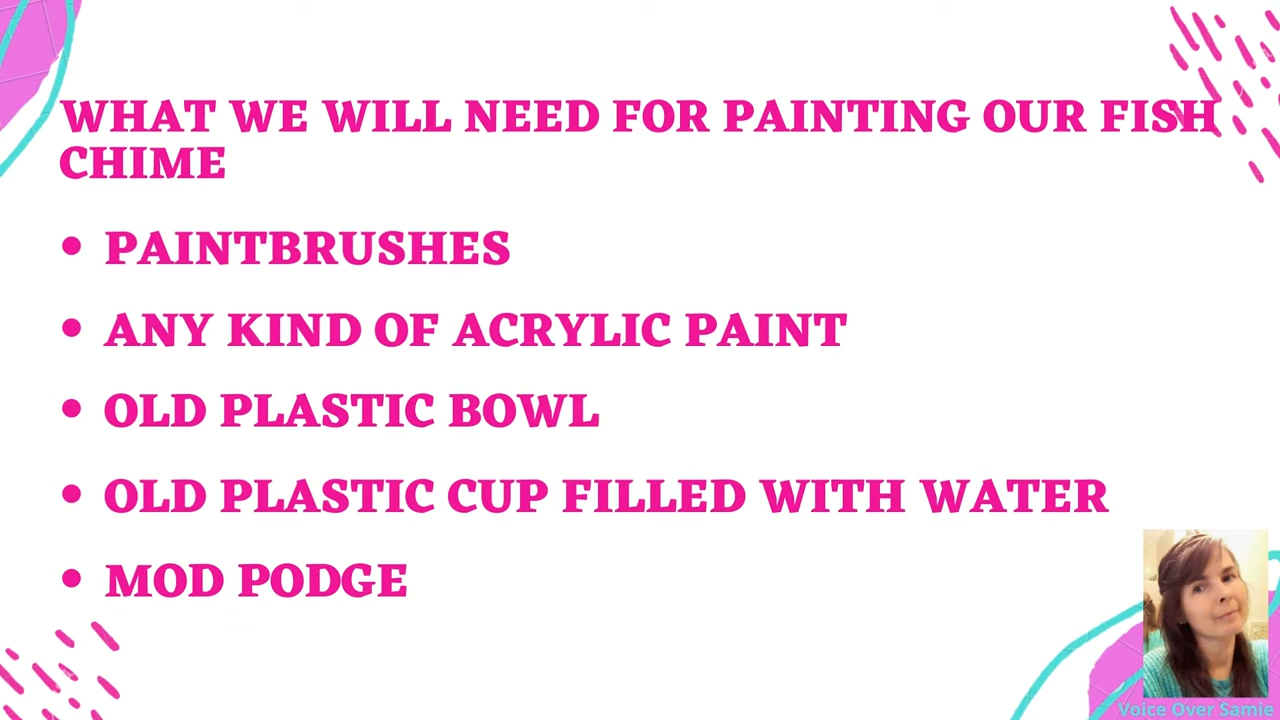 WHAT WE WILL NEED FOR PAINTING OUR FISH
CHIME
• PAINTBRUSHES
• ANY KIND OF ACRYLIC PAINT
• OLD PLASTIC BOWL
• OLD PLASTIC CUP FILLED WITH WATER
• MOD PODGE
Voice Over Samie